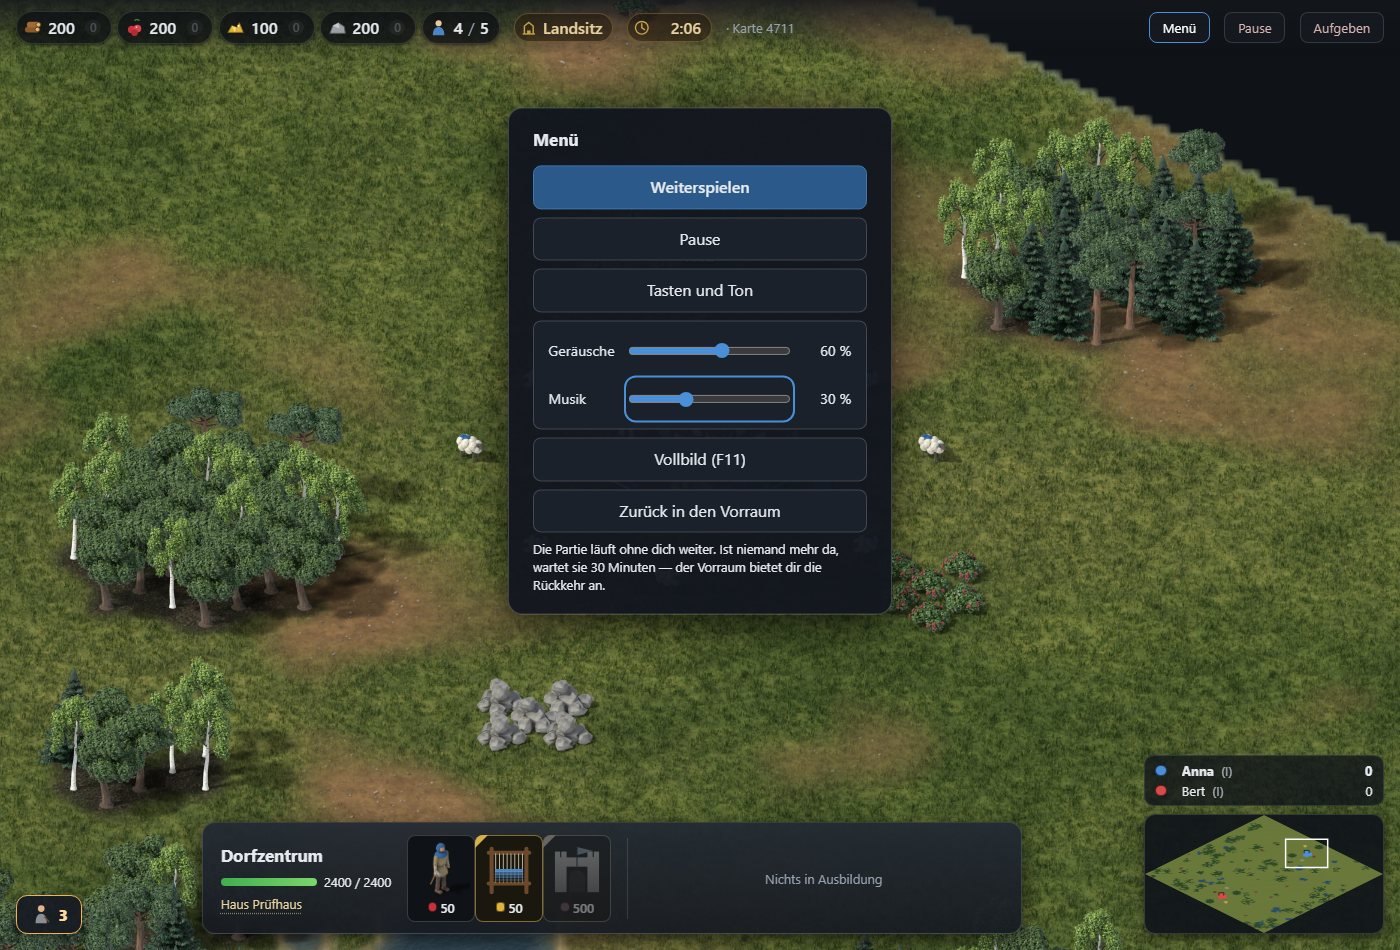 200 0 200 0 100 0 200 0 4 / 5 Landsitz 2:06 · Karte 4711 Menü Pause Aufgeben
Menü
Weiterspielen
Pause
Tasten und Ton
Geräusche 60 %
Musik 30 %
Vollbild (F11)
Zurück in den Vorraum
Die Partie läuft ohne dich weiter. Ist niemand mehr da,
wartet sie 30 Minuten — der Vorraum bietet dir die
Rückkehr an.
Anna (I) 0
Bert (I) 0
Dorfzentrum
2400 / 2400
Haus Prüfhaus
50 50 500
Nichts in Ausbildung
3